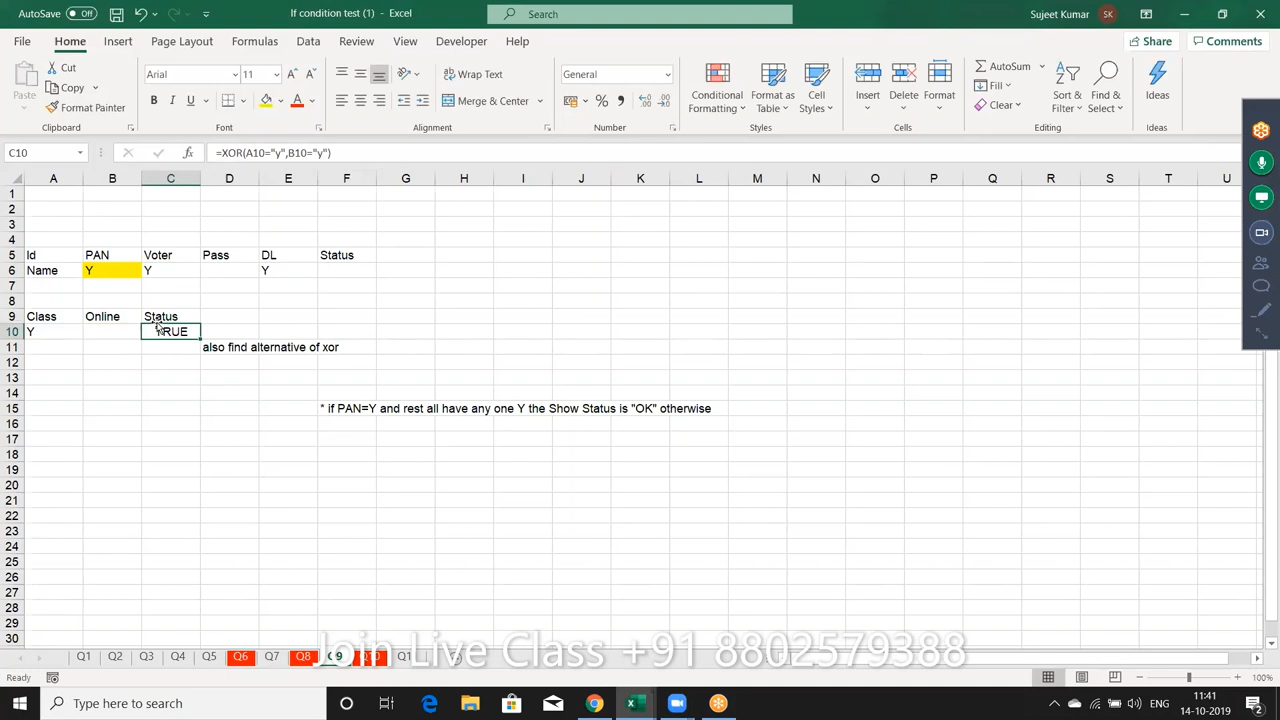 AutoSave Off If condition test (1) - Excel Search Sujeet Kumar SK
File Home Insert Page Layout Formulas Data Review View Developer Help Share Comments
Paste Cut Copy Format Painter Clipboard
Arial 11 B I U A Font
Wrap Text Merge & Center Alignment
General % Number
Conditional Formatting Format as Table Cell Styles Styles
Insert Delete Format Cells
AutoSum Fill Clear Sort & Filter Find & Select Editing
Ideas Ideas
C10 fx =XOR(A10="y",B10="y")
A B C D E F G H I J K L M N O P Q R S T U
1
2
3
4
5 Id PAN Voter Pass DL Status
6 Name Y Y Y
7
8
9 Class Online Status
10 Y TRUE
11 also find alternative of xor
12
13
14
15 * if PAN=Y and rest all have any one Y the Show Status is "OK" otherwise
16
17
18
19
20
21
22
23
24
25
26
27
28
29
30
Join Live Class +91 8802579388
Q1 Q2 Q3 Q4 Q5 Q6 Q7 Q8 Q9 Q10
Ready 100%
Type here to search ENG 11:41
14-10-2019 2